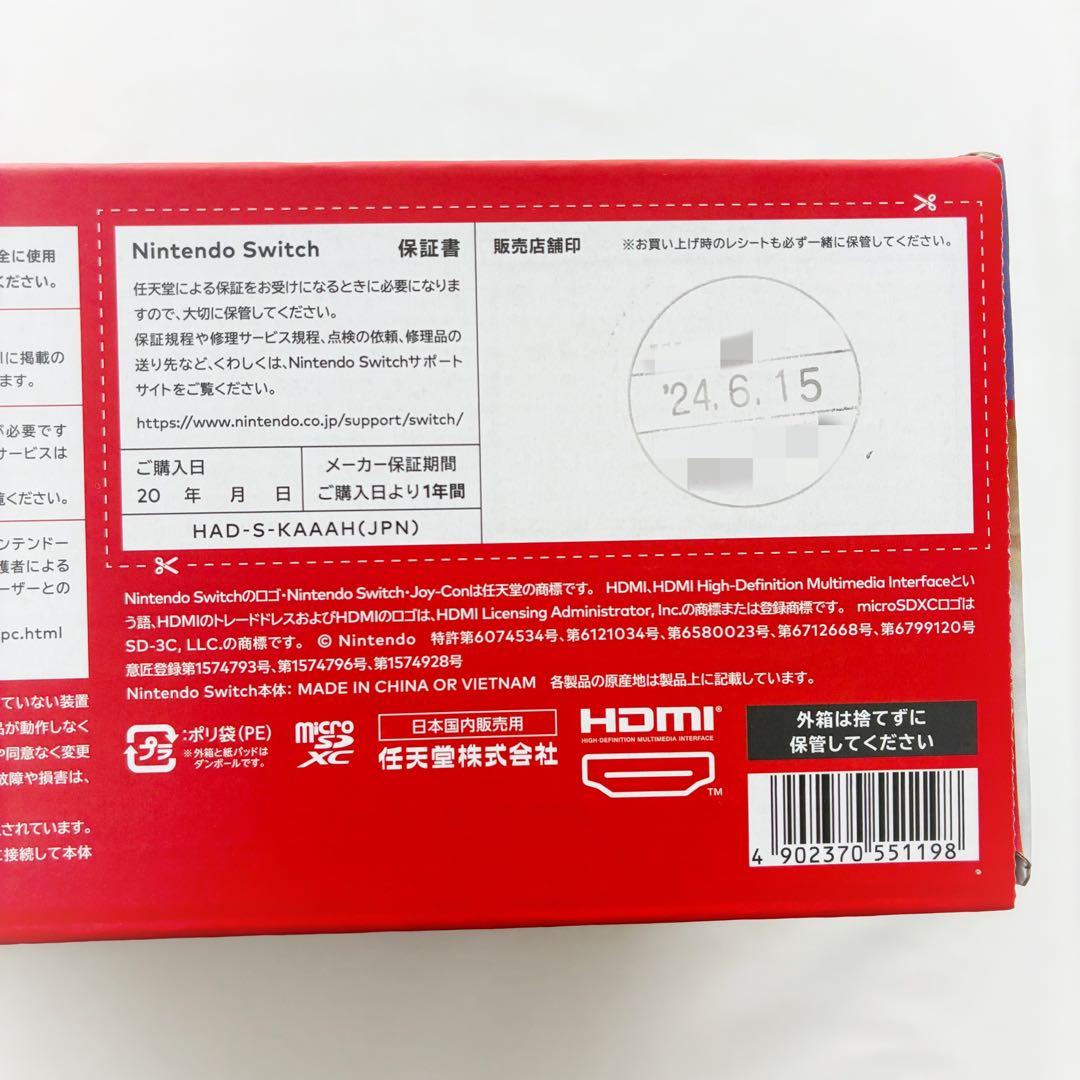 全に使用
ください。
に掲載の
ます。
が必要です
サービスは
覧ください。
ンテンドー
護者による
ーザーとの
pc.html
ていない装置
品が動作しなく
や同意なく変更
故障や損害は、
されています。
に接続して本体
Nintendo Switch 保証書
任天堂による保証をお受けになるときに必要になりま
すので、大切に保管してください。
保証規程や修理サービス規程、点検の依頼、修理品の
送り先など、くわしくは、Nintendo Switchサポート
サイトをご覧ください。
https://www.nintendo.co.jp/support/switch/
ご購入日
20 年 月 日
メーカー保証期間
ご購入日より1年間
HAD-S-KAAAH(JPN)
販売店舗印 ※お買い上げ時のレシートも必ず一緒に保管してください。
'24.6.15
Nintendo Switchのロゴ・Nintendo Switch・Joy-Conは任天堂の商標です。 HDMI、HDMI High-Definition Multimedia Interfaceとい
う語、HDMIのトレードドレスおよびHDMIのロゴは、HDMI Licensing Administrator, Inc.の商標または登録商標です。 microSDXCロゴは
SD-3C, LLC.の商標です。 © Nintendo 特許第6074534号、第6121034号、第6580023号、第6712668号、第6799120号
意匠登録第1574793号、第1574796号、第1574928号
Nintendo Switch本体: MADE IN CHINA OR VIETNAM 各製品の原産地は製品上に記載しています。
プラ
:ポリ袋(PE)
※外箱と紙パッドは
ダンボールです。
micro
SD
XC
日本国内販売用
任天堂株式会社
HDMI®
HIGH-DEFINITION MULTIMEDIA INTERFACE
TM
外箱は捨てずに
保管してください
4 902370 551198